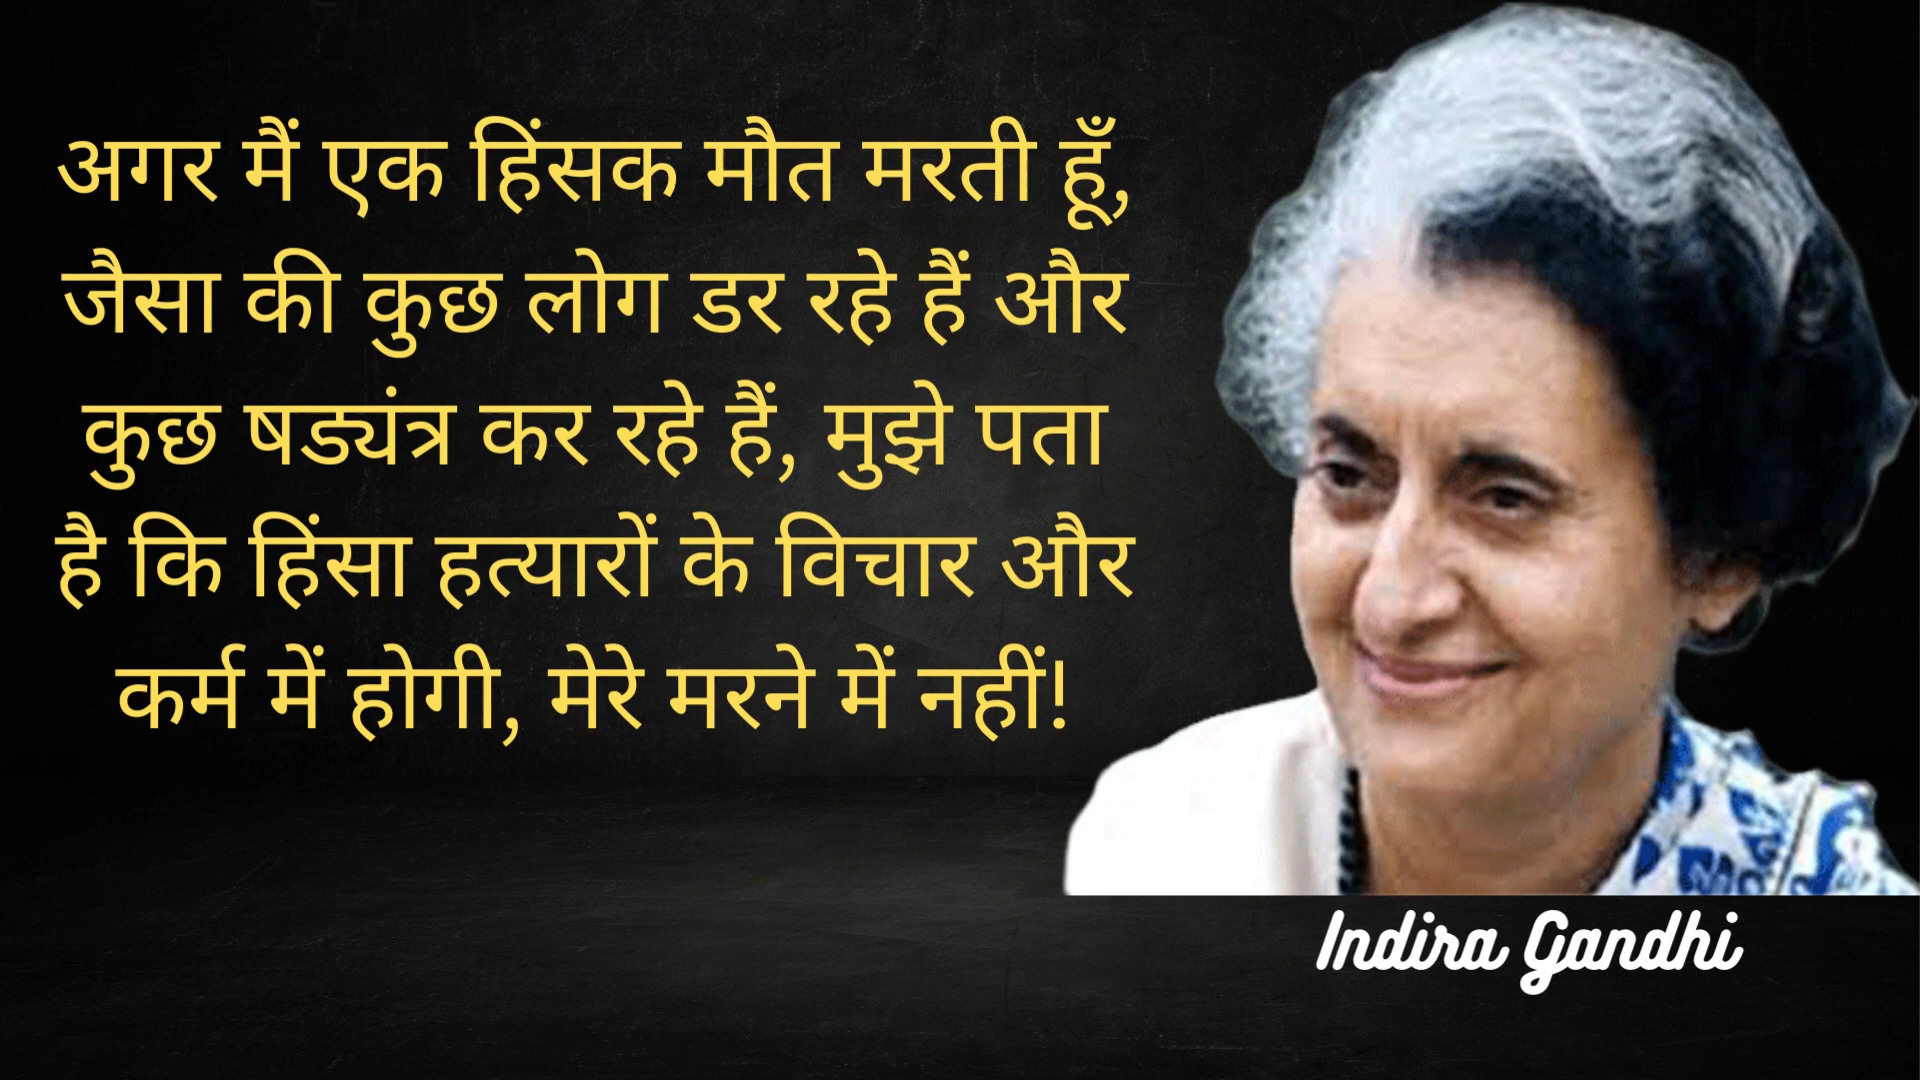 अगर मैं एक हिंसक मौत मरती हूँ,
जैसा की कुछ लोग डर रहे हैं और
कुछ षड्यंत्र कर रहे हैं, मुझे पता
है कि हिंसा हत्यारों के विचार और
कर्म में होगी, मेरे मरने में नहीं!
Indira Gandhi